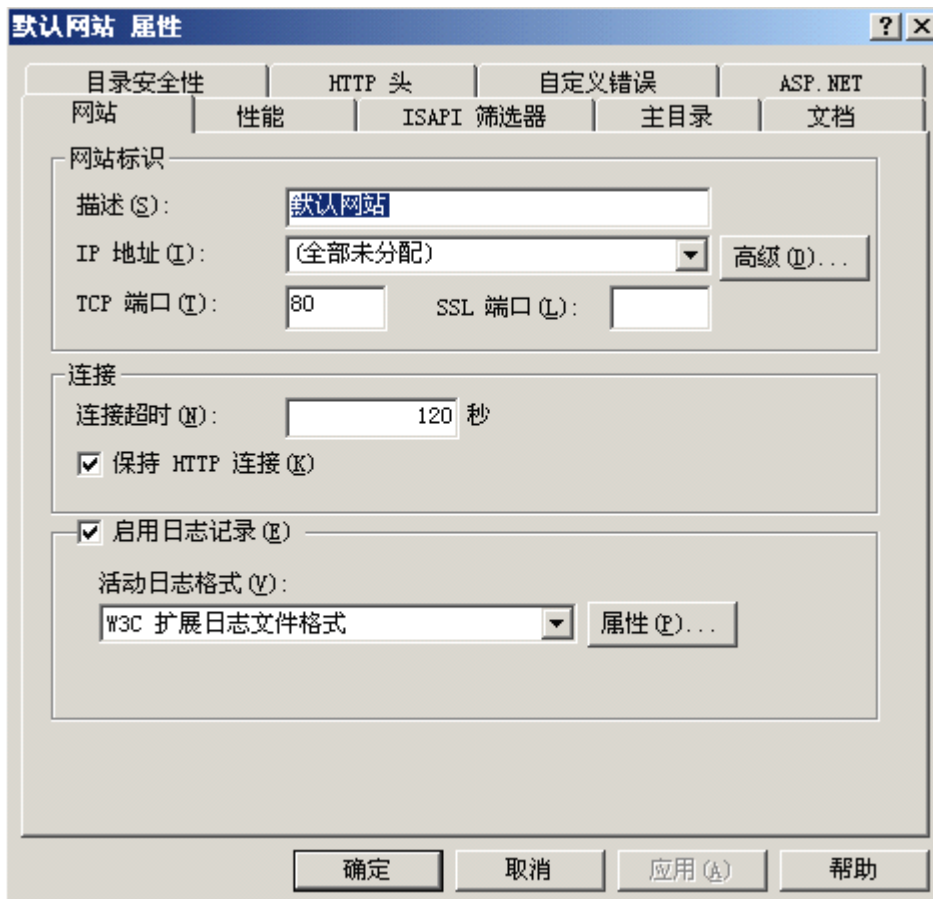 默认网站 属性
目录安全性 HTTP 头 自定义错误 ASP.NET
网站 性能 ISAPI 筛选器 主目录 文档
网站标识
描述(S): 默认网站
IP 地址(I): (全部未分配) 高级(D)...
TCP 端口(T): 80 SSL 端口(L):
连接
连接超时(N): 120 秒
保持 HTTP 连接(K)
启用日志记录(E)
活动日志格式(V):
W3C 扩展日志文件格式 属性(P)...
确定 取消 应用(A) 帮助